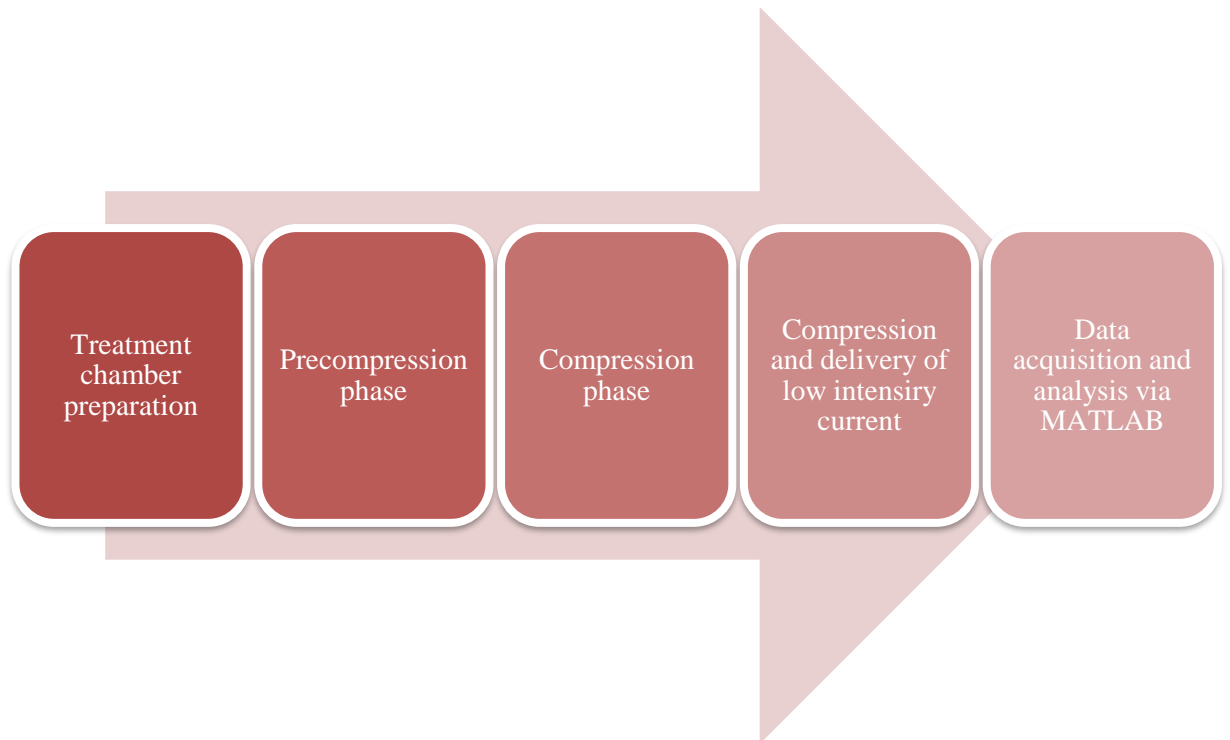 Treatment
chamber
preparation
Precompression
phase
Compression
phase
Compression
and delivery of
low intensiry
current
Data
acquisition and
analysis via
MATLAB